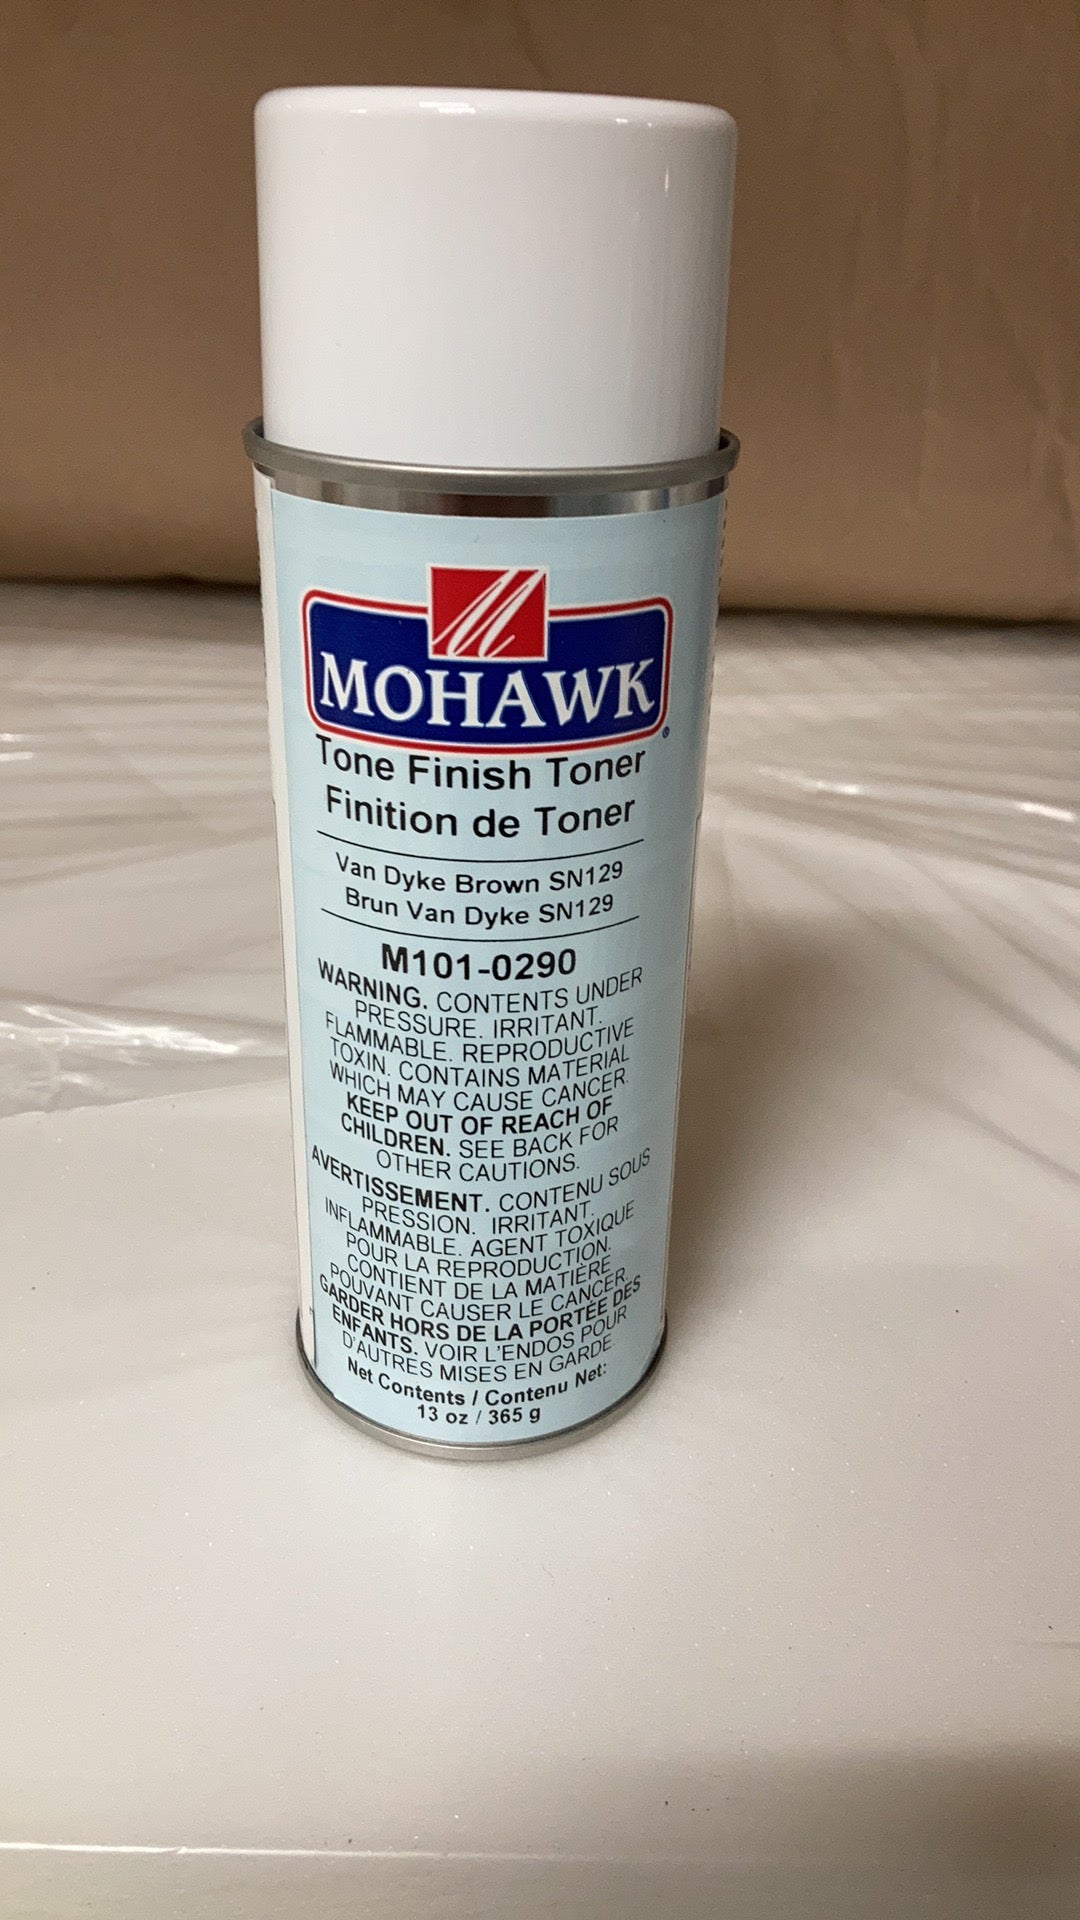 M
MOHAWK
Tone Finish Toner
Finition de Toner
Van Dyke Brown SN129
Brun Van Dyke SN129
M101-0290
WARNING. CONTENTS UNDER
PRESSURE. IRRITANT.
FLAMMABLE. REPRODUCTIVE
TOXIN. CONTAINS MATERIAL
WHICH MAY CAUSE CANCER.
KEEP OUT OF REACH OF
CHILDREN. SEE BACK FOR
OTHER CAUTIONS.
AVERTISSEMENT. CONTENU SOUS
PRESSION. IRRITANT.
INFLAMMABLE. AGENT TOXIQUE
POUR LA REPRODUCTION.
CONTIENT DE LA MATIÈRE
POUVANT CAUSER LE CANCER.
GARDER HORS DE LA PORTÉE DES
ENFANTS. VOIR L'ENDOS POUR
D'AUTRES MISES EN GARDE.
Net Contents / Contenu Net:
13 oz / 365 g